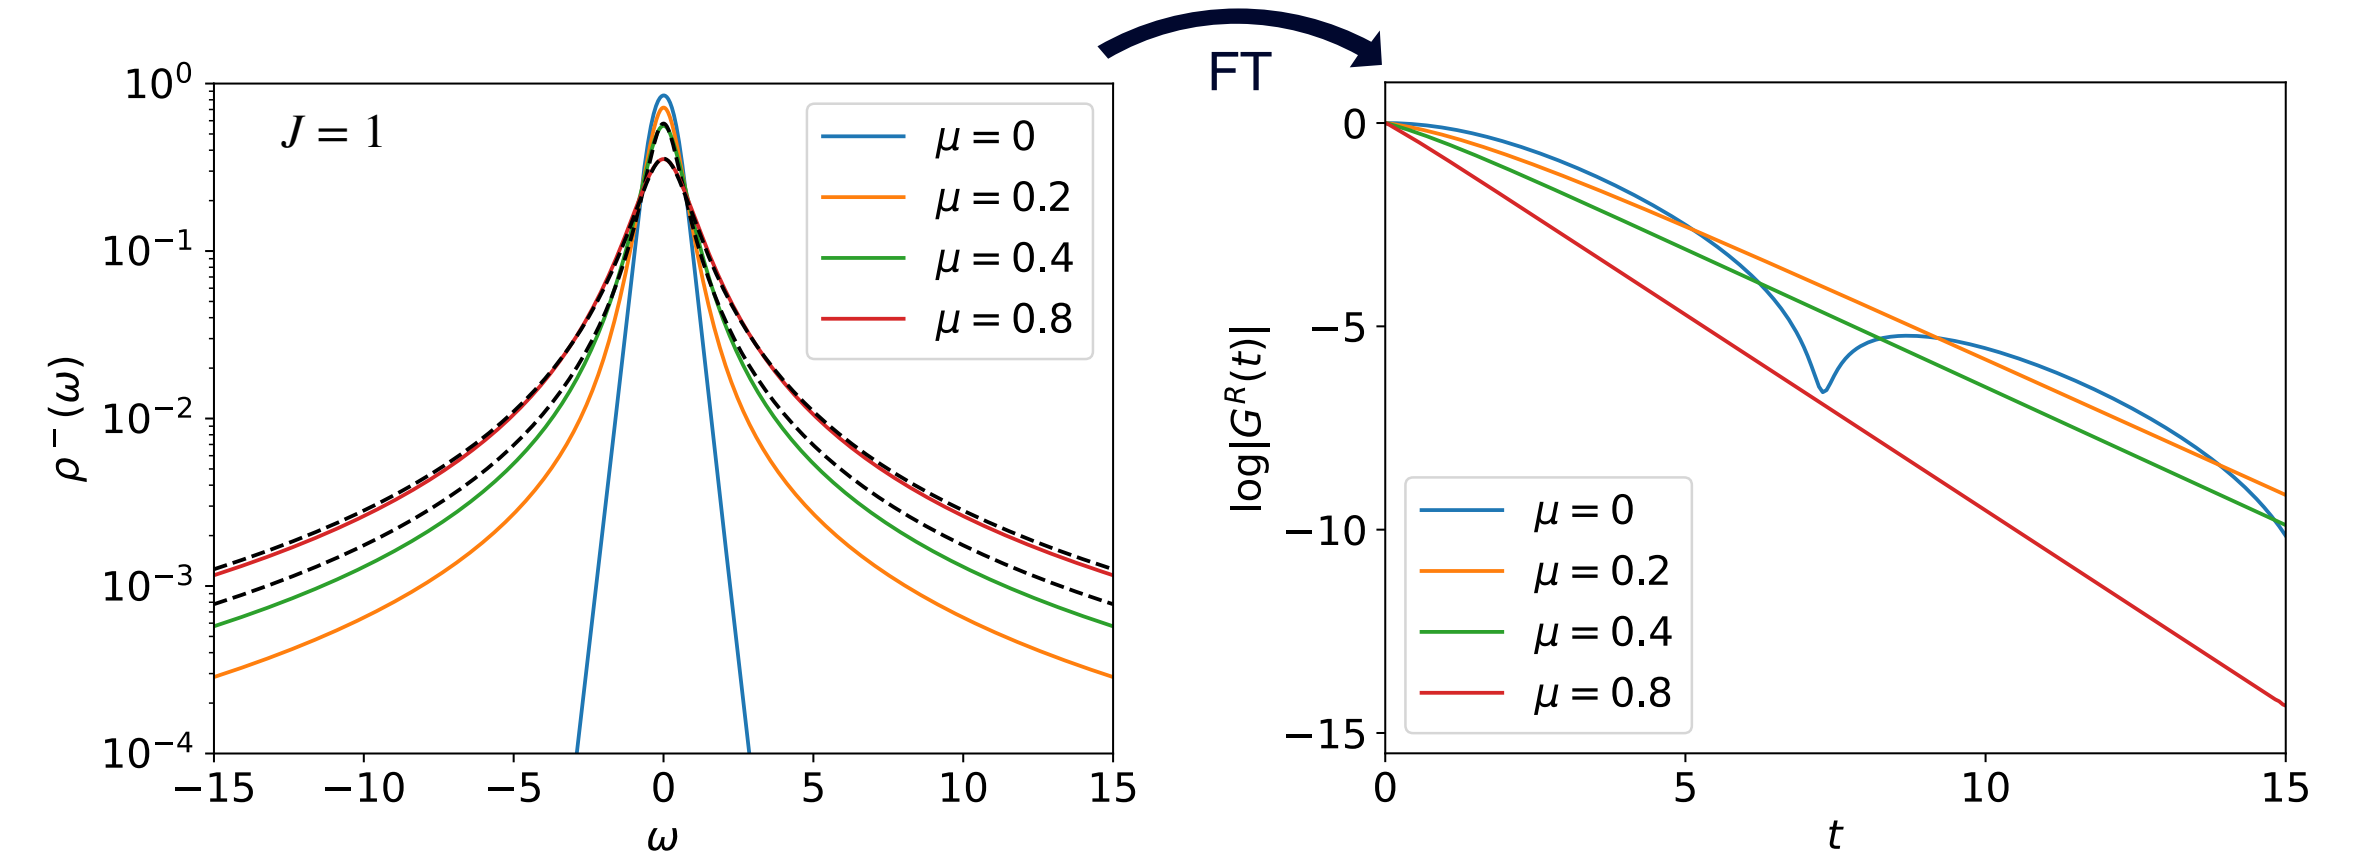 FT
10⁰
10⁻¹
10⁻²
10⁻³
10⁻⁴
ρ⁻(ω)
J = 1
μ = 0
μ = 0.2
μ = 0.4
μ = 0.8
−15 −10 −5 0 5 10 15
ω
0
−5
−10
−15
log|Gᴿ(t)|
μ = 0
μ = 0.2
μ = 0.4
μ = 0.8
0 5 10 15
t